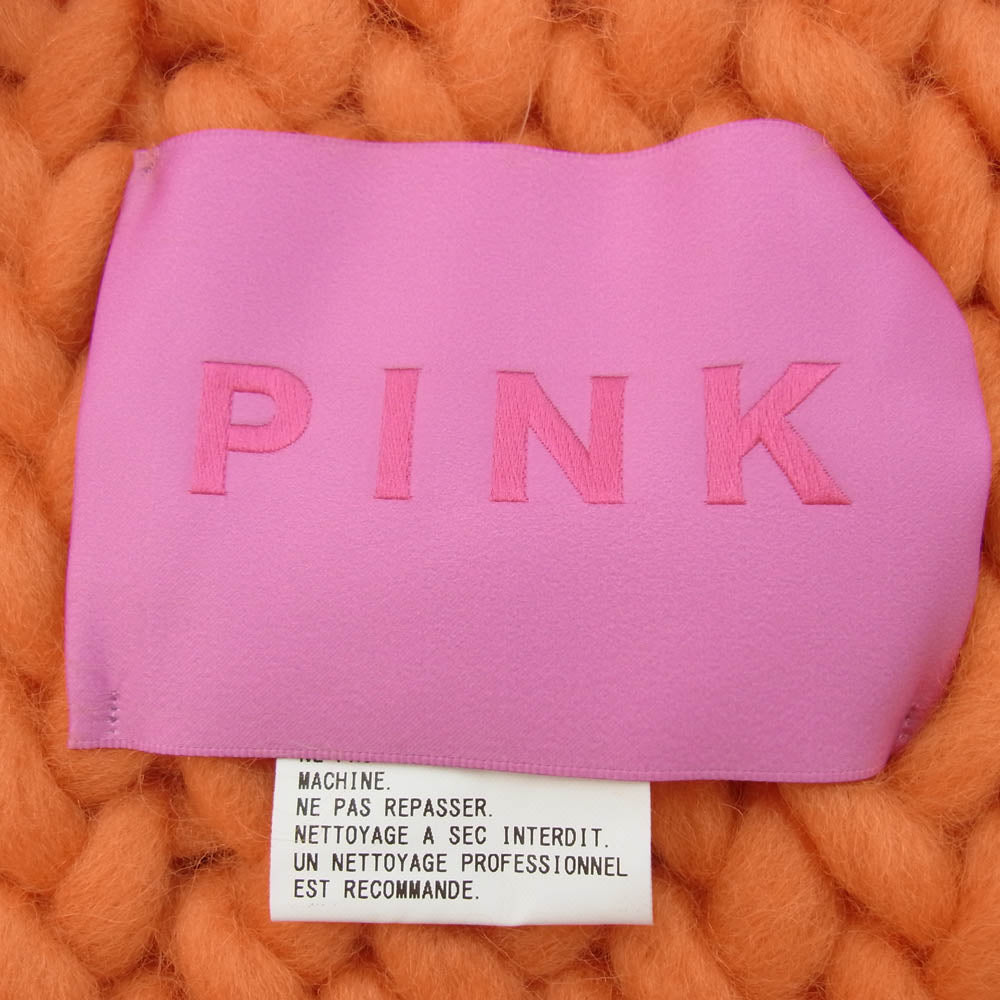 PINK
MACHINE.
NE PAS REPASSER.
NETTOYAGE A SEC INTERDIT.
UN NETTOYAGE PROFESSIONNEL
EST RECOMMANDE.